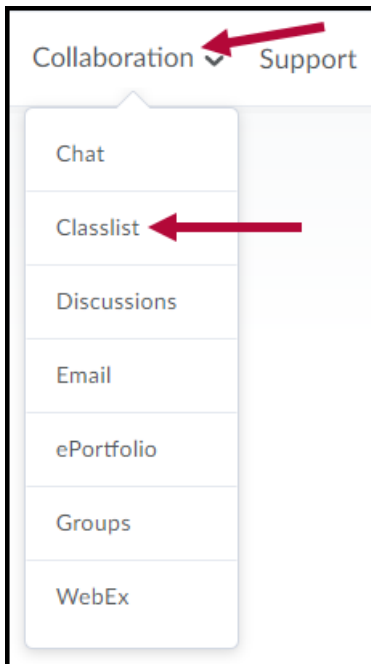 Collaboration Support
Chat
Classlist
Discussions
Email
ePortfolio
Groups
WebEx